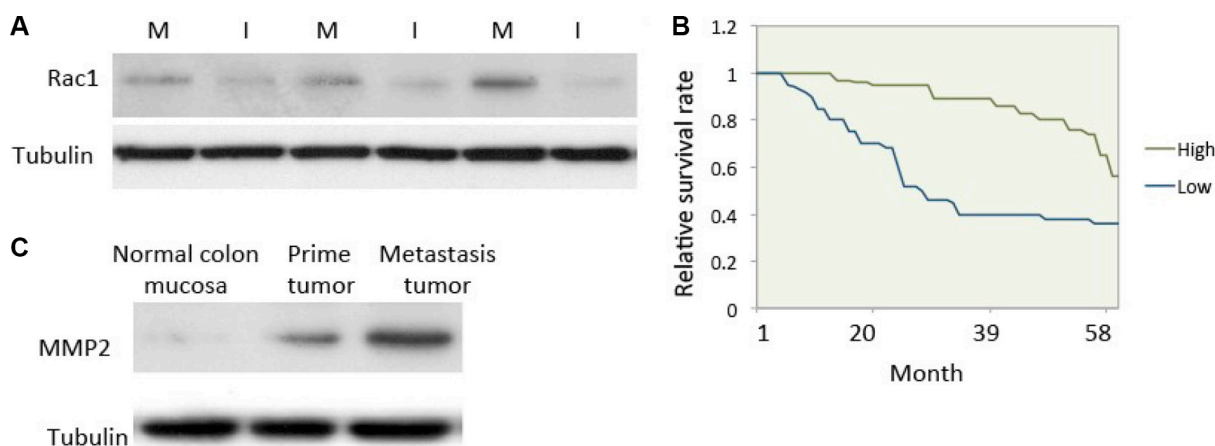 A
M I M I M I
Rac1
Tubulin
B
1.2
1
0.8
0.6
0.4
0.2
0
Relative survival rate
1 20 39 58
Month
High
Low
C
Normal colon mucosa
Prime tumor
Metastasis tumor
MMP2
Tubulin